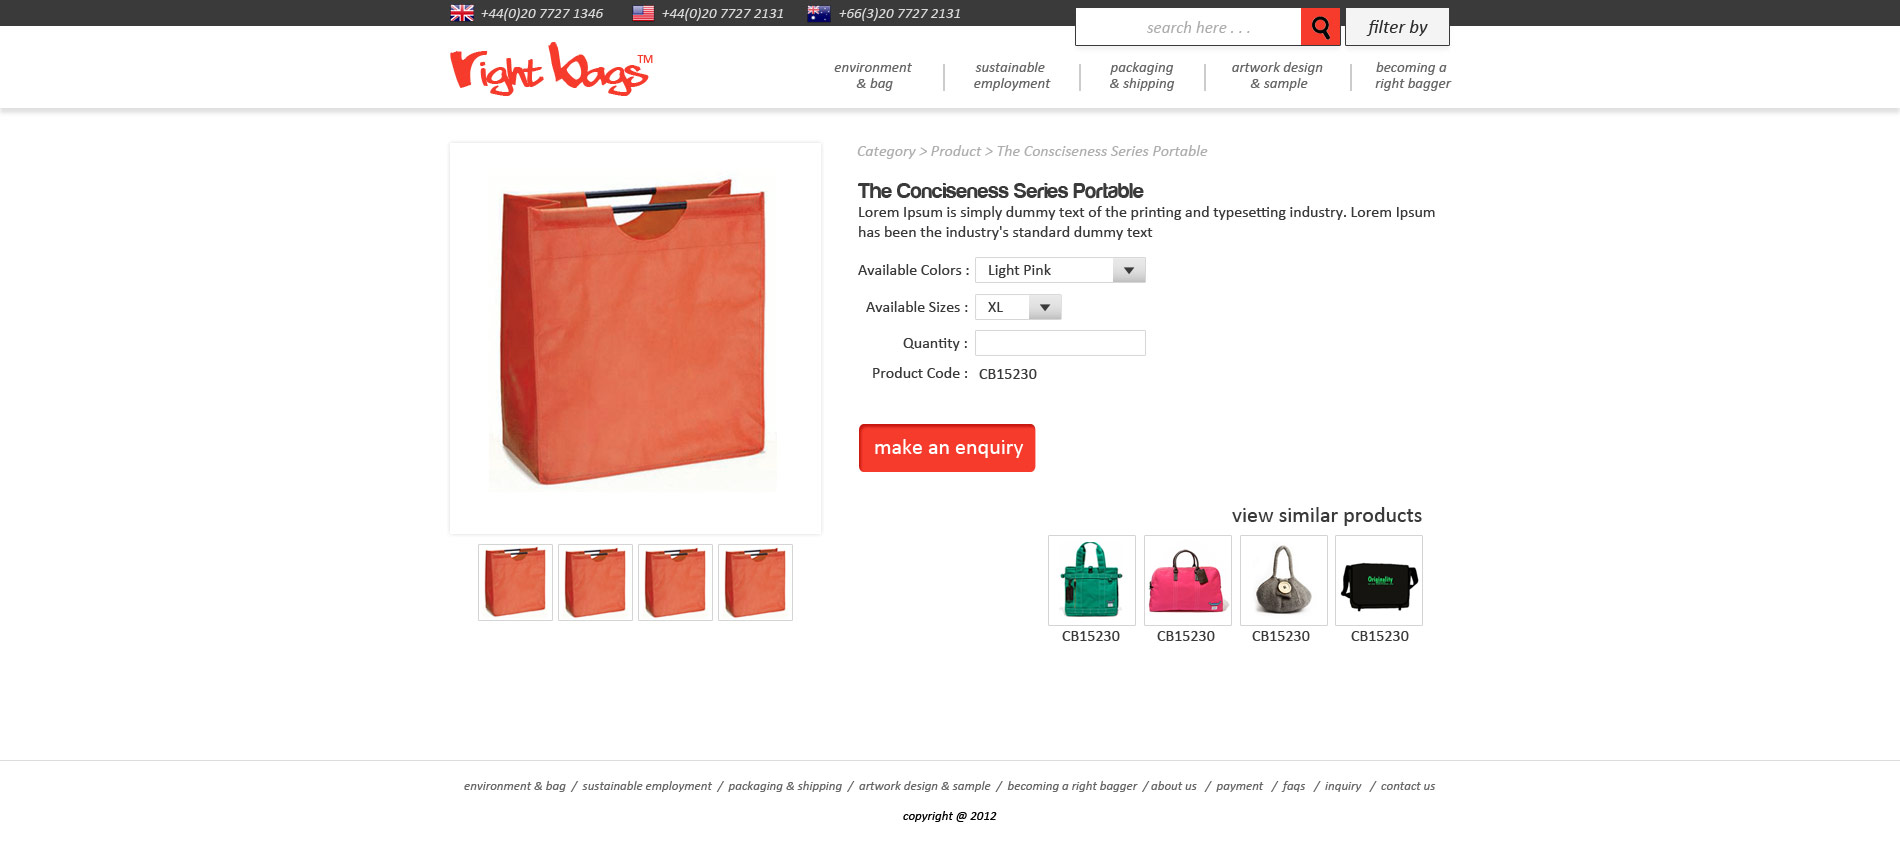 +44(0)20 7727 1346 +44(0)20 7727 2131 +66(3)20 7727 2131
search here . . . filter by
right bags™
environment
& bag
sustainable
employment
packaging
& shipping
artwork design
& sample
becoming a
right bagger
Category > Product > The Consciseness Series Portable
The Conciseness Series Portable
Lorem Ipsum is simply dummy text of the printing and typesetting industry. Lorem Ipsum
has been the industry's standard dummy text
Available Colors : Light Pink
Available Sizes : XL
Quantity :
Product Code : CB15230
make an enquiry
view similar products
Originality
CB15230 CB15230 CB15230 CB15230
environment & bag / sustainable employment / packaging & shipping / artwork design & sample / becoming a right bagger / about us / payment / faqs / inquiry / contact us
copyright @ 2012